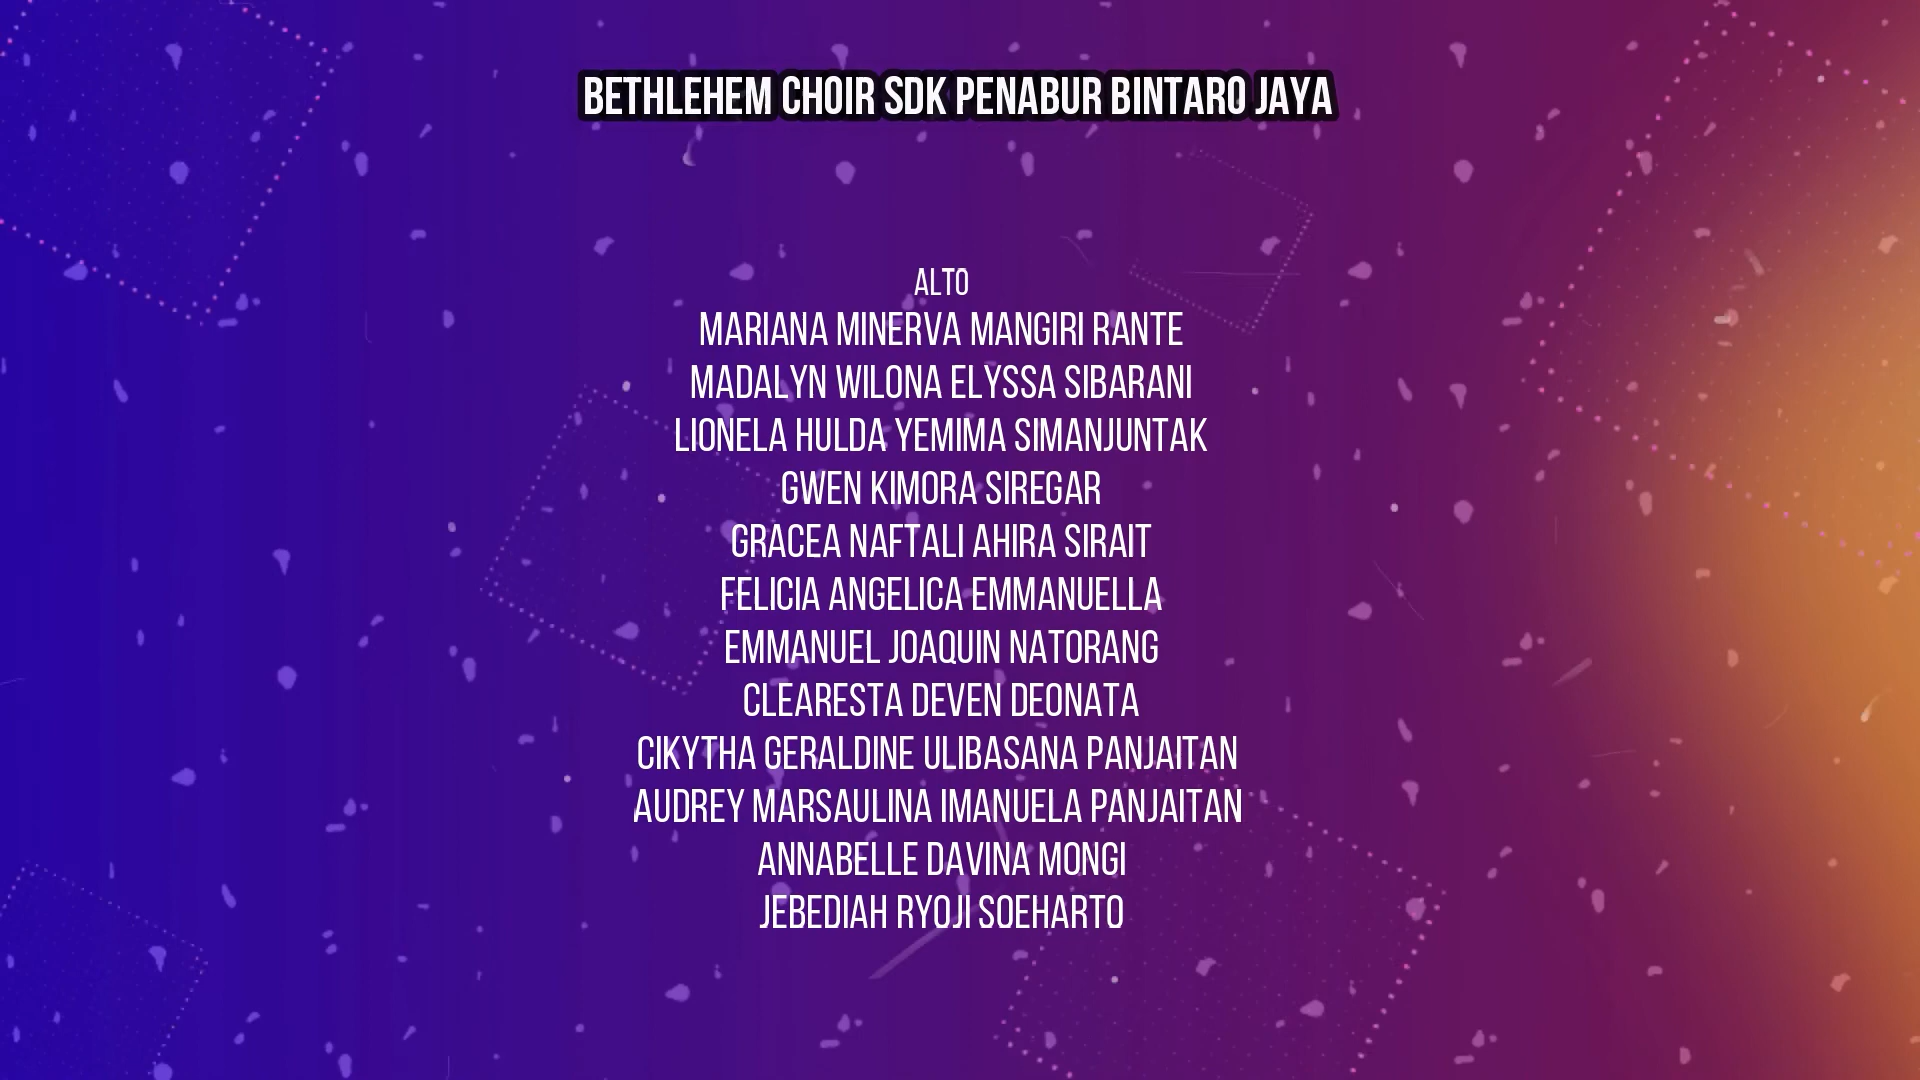 BETHLEHEM CHOIR SDK PENABUR BINTARO JAYA
ALTO
MARIANA MINERVA MANGIRI RANTE
MADALYN WILONA ELYSSA SIBARANI
LIONELA HULDA YEMIMA SIMANJUNTAK
GWEN KIMORA SIREGAR
GRACEA NAFTALI AHIRA SIRAIT
FELICIA ANGELICA EMMANUELLA
EMMANUEL JOAQUIN NATORANG
CLEARESTA DEVEN DEONATA
CIKYTHA GERALDINE ULIBASANA PANJAITAN
AUDREY MARSAULINA IMANUELA PANJAITAN
ANNABELLE DAVINA MONGI
JEBEDIAH RYOJI SOEHARTO